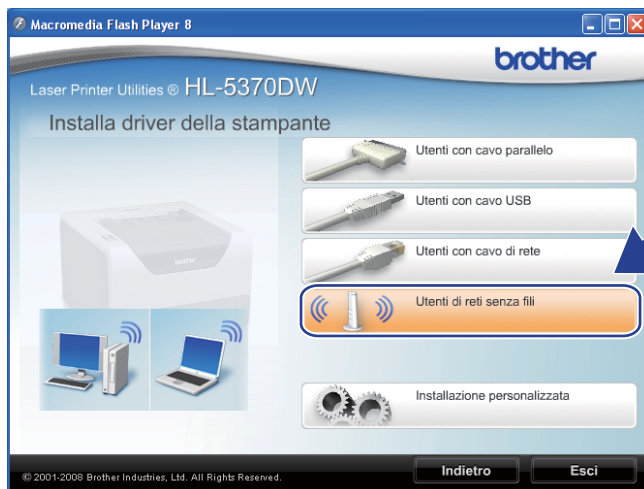 Macromedia Flash Player 8
brother
Laser Printer Utilities ® HL-5370DW
Installa driver della stampante
Utenti con cavo parallelo
Utenti con cavo USB
Utenti con cavo di rete
Utenti di reti senza fili
Installazione personalizzata
© 2001-2008 Brother Industries, Ltd. All Rights Reserved.
Indietro
Esci